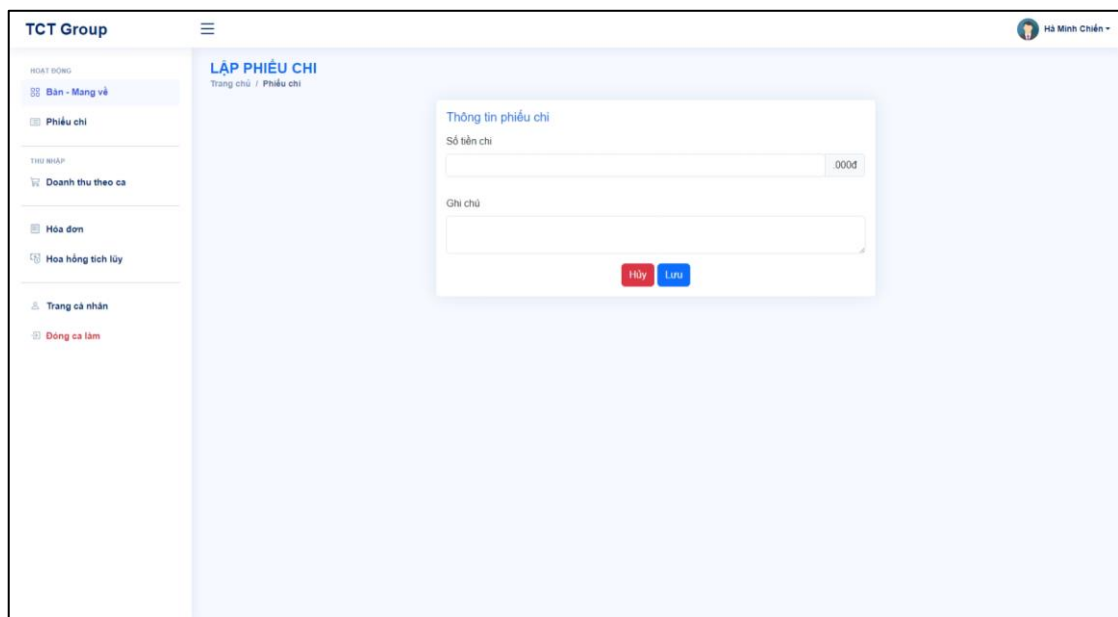 TCT Group
Hà Minh Chiến
HOẠT ĐỘNG
Bàn - Mang về
Phiếu chi
THU NHẬP
Doanh thu theo ca
Hóa đơn
Hoa hồng tích lũy
Trang cá nhân
Đóng ca làm
LẬP PHIẾU CHI
Trang chủ / Phiếu chi
Thông tin phiếu chi
Số tiền chi
.000đ
Ghi chú
Hủy Lưu